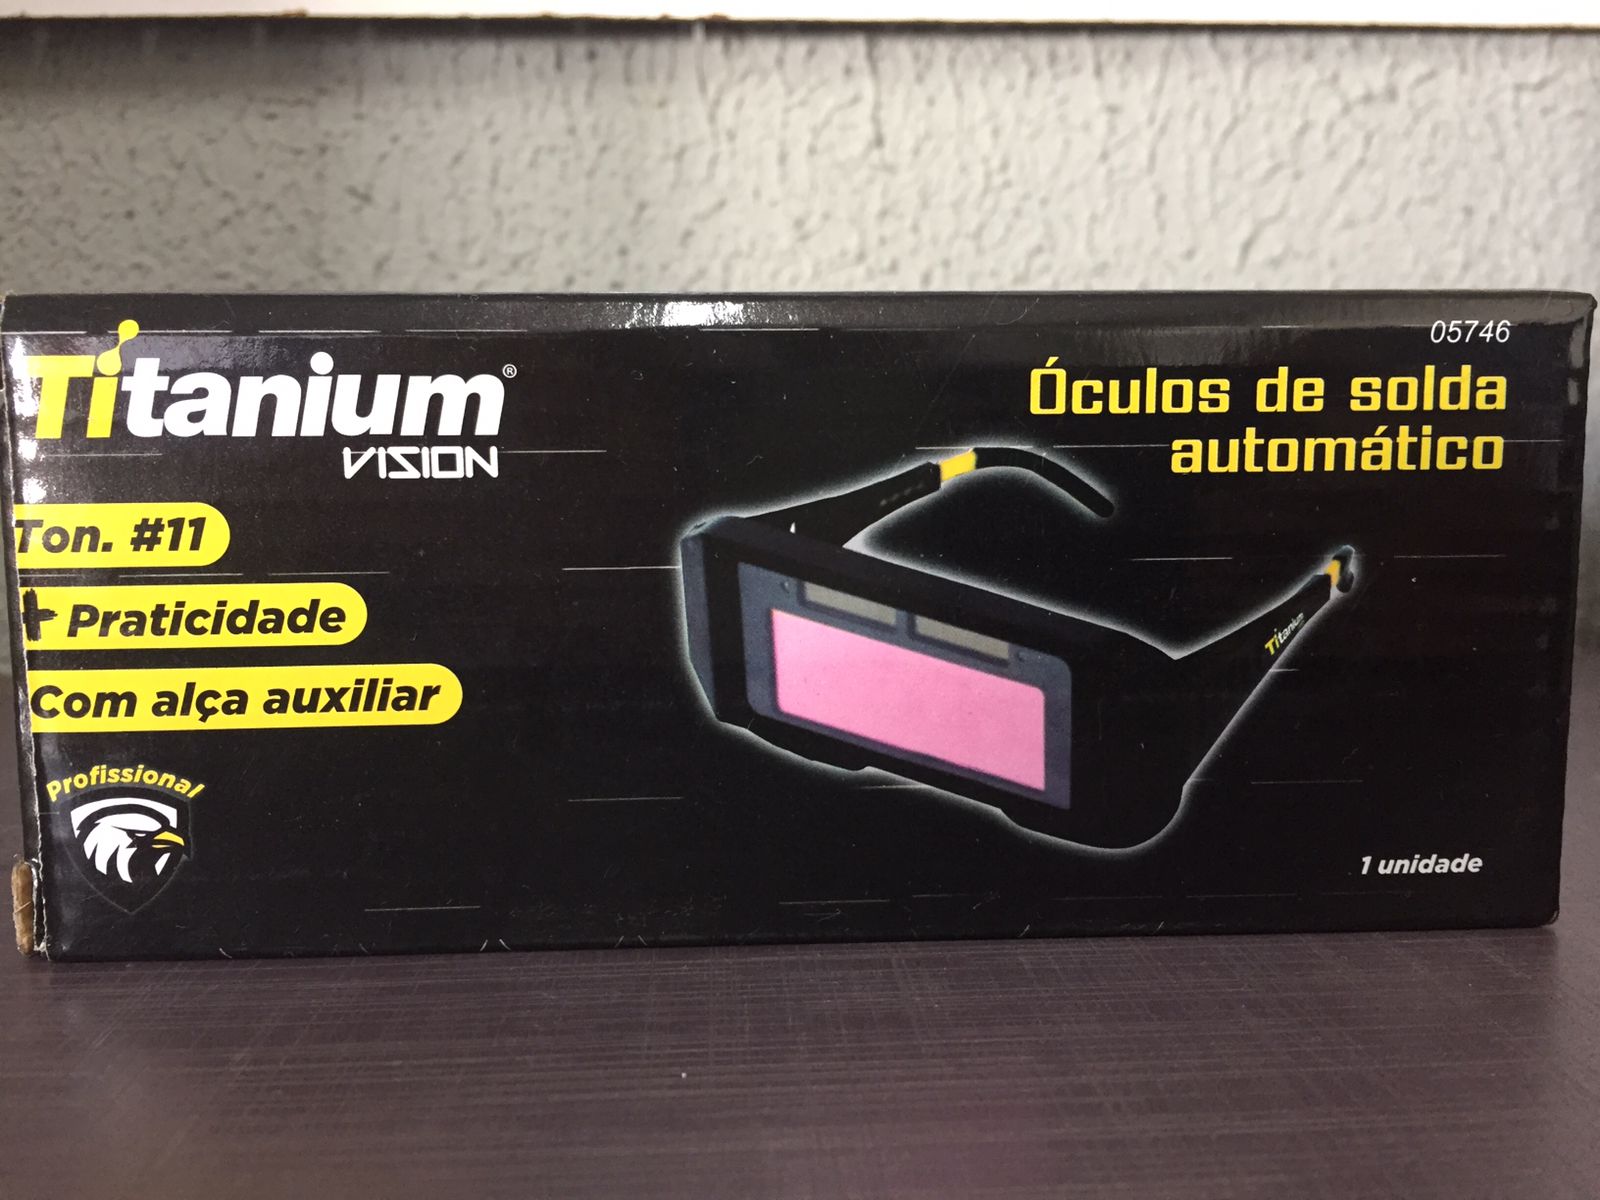 05746
Titanium®
VISION
Óculos de solda
automático
Ton. #11
+ Praticidade
Com alça auxiliar
Profissional
Titanium
1 unidade